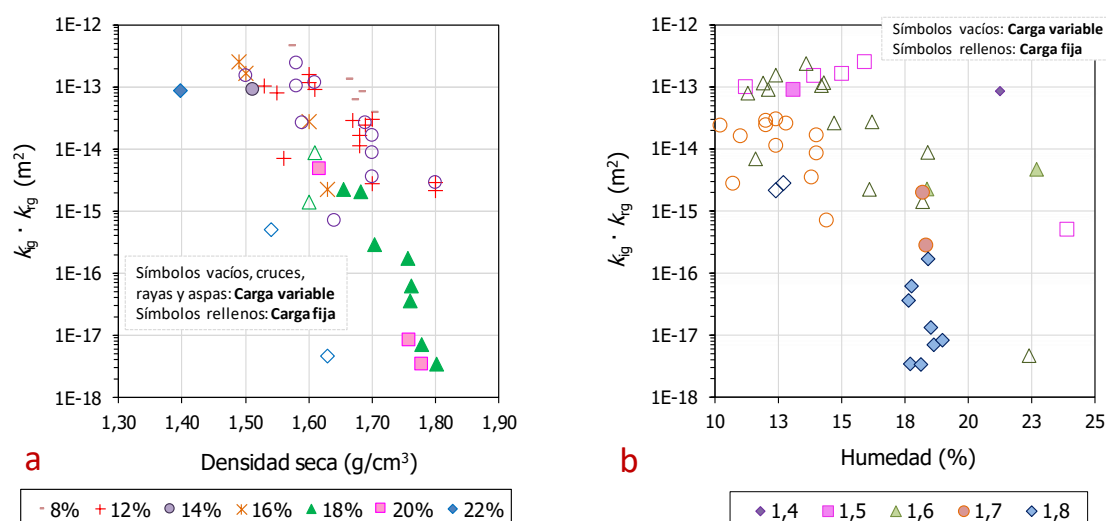 1E-12
1E-13
1E-14
1E-15
1E-16
1E-17
1E-18
kig · krg (m²)
Símbolos vacíos, cruces,
rayas y aspas: Carga variable
Símbolos rellenos: Carga fija
1,30 1,40 1,50 1,60 1,70 1,80 1,90
a
Densidad seca (g/cm³)
8% 12% 14% 16% 18% 20% 22%
1E-12
1E-13
1E-14
1E-15
1E-16
1E-17
1E-18
kig · krg (m²)
Símbolos vacíos: Carga variable
Símbolos rellenos: Carga fija
10 13 15 18 20 23 25
b
Humedad (%)
1,4 1,5 1,6 1,7 1,8